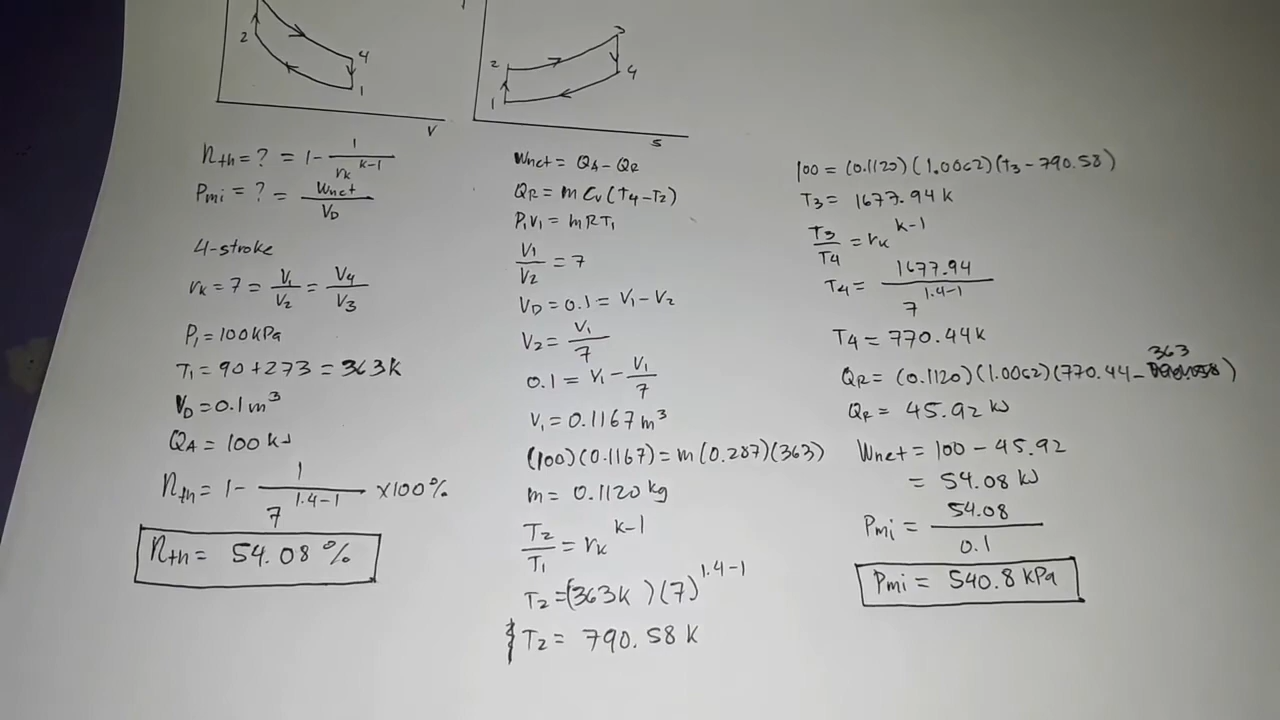 2
4
1
V
3
2
4
1
S
ηth = ? = 1 - 1/rk^(k-1)
Pmi = ? = Wnet/VD
4-stroke
rk = 7 = V1/V2 = V4/V3
P1 = 100 kPa
T1 = 90 + 273 = 363 k
VD = 0.1 m³
QA = 100 kJ
ηth = 1 - 1/7^(1.4-1) x100%
ηth = 54.08 %
Wnet = QA - QR
QR = m Cv (T4 - T2)
P1V1 = mRT1
V1/V2 = 7
VD = 0.1 = V1 - V2
V2 = V1/7
0.1 = V1 - V1/7
V1 = 0.1167 m³
(100)(0.1167) = m(0.287)(363)
m = 0.1120 kg
T2/T1 = rk^(k-1)
T2 = (363k)(7)^(1.4-1)
T2 = 790.58 K
100 = (0.1120)(1.0062)(T3 - 790.58)
T3 = 1677.94 k
T3/T4 = rk^(k-1)
T4 = 1677.94/7^(1.4-1)
T4 = 770.44 k
QR = (0.1120)(1.0062)(770.44 - 363)
QR = 45.92 kJ
Wnet = 100 - 45.92
= 54.08 kJ
Pmi = 54.08/0.1
Pmi = 540.8 kPa